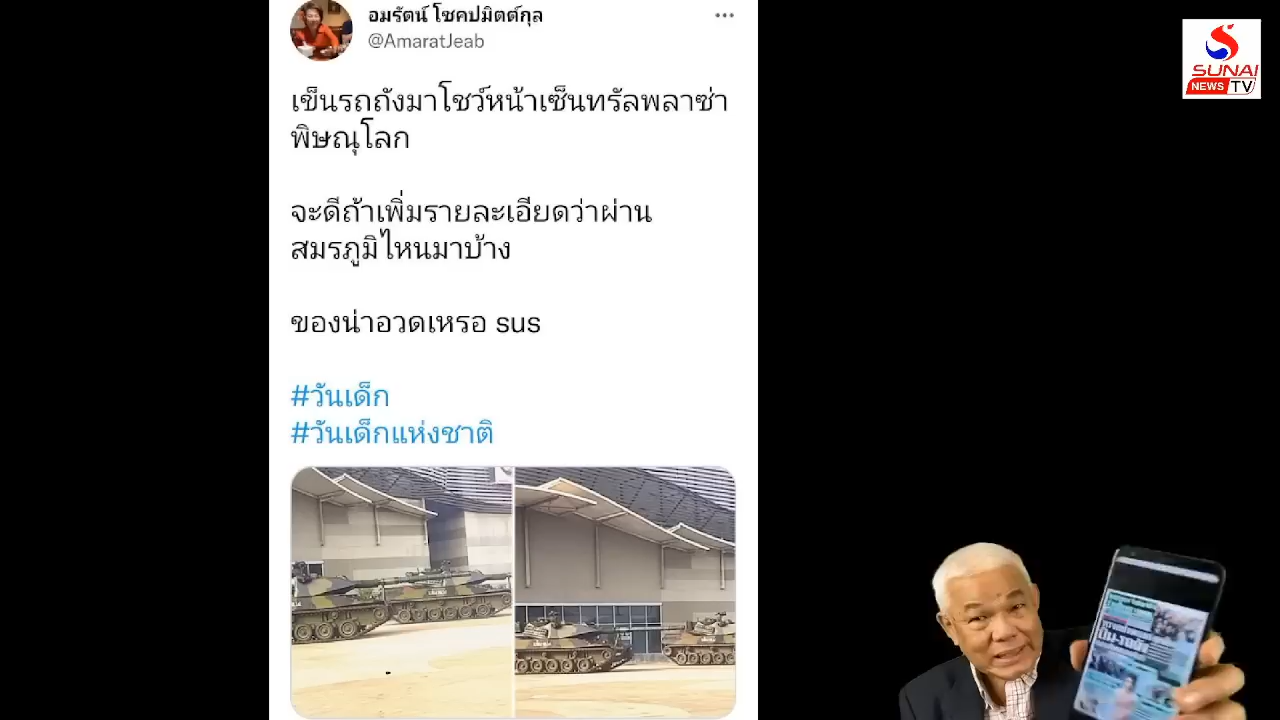 อมรัตน์ โชคปมิตต์กุล
@AmaratJeab
SUNAI
NEWS TV
เข็นรถถังมาโชว์หน้าเซ็นทรัลพลาซ่า
พิษณุโลก
จะดีถ้าเพิ่มรายละเอียดว่าผ่าน
สมรภูมิไหนมาบ้าง
ของน่าอวดเหรอ sus
#วันเด็ก
#วันเด็กแห่งชาติ